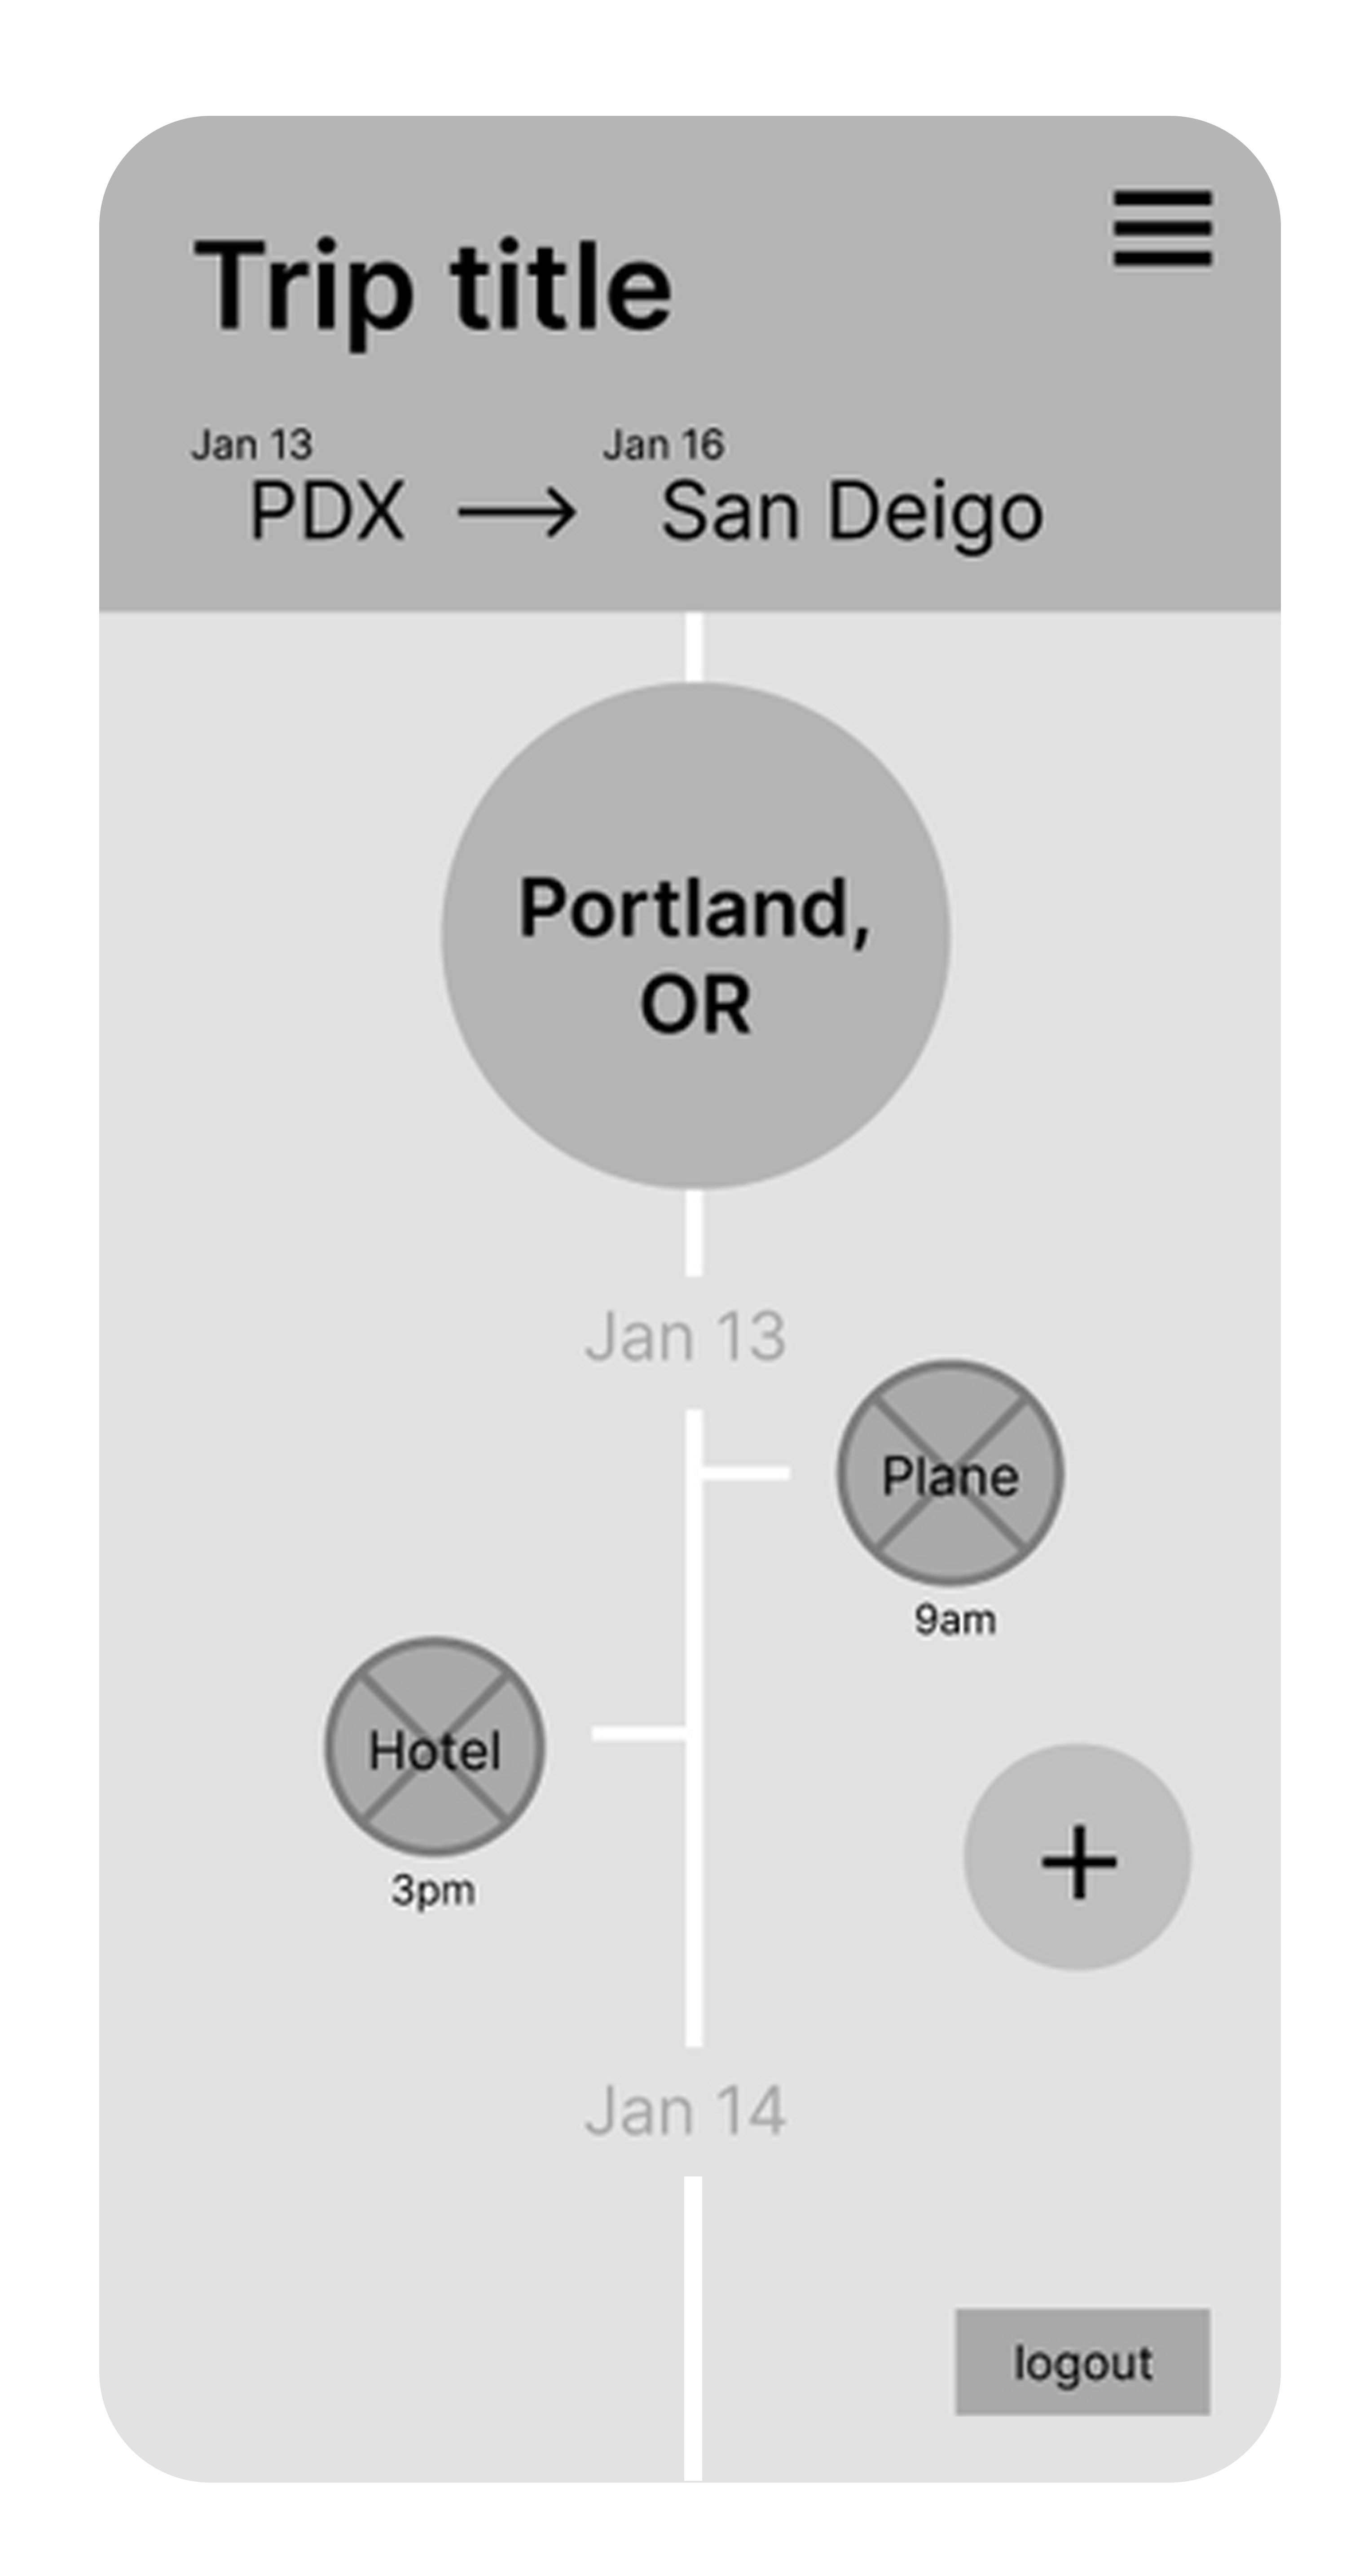 Trip title
Jan 13
Jan 16
PDX → San Deigo
Portland,
OR
Jan 13
Plane
9am
Hotel
3pm
+
Jan 14
logout